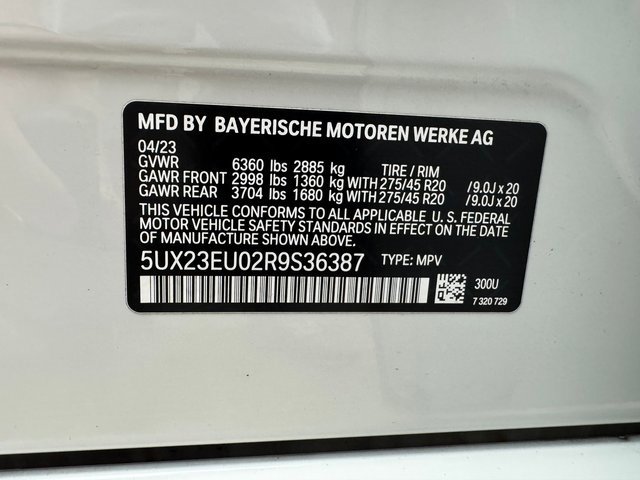 MFD BY BAYERISCHE MOTOREN WERKE AG
04/23
GVWR 6360 lbs 2885 kg TIRE / RIM
GAWR FRONT 2998 lbs 1360 kg WITH 275/45 R20 / 9.0J x 20
GAWR REAR 3704 lbs 1680 kg WITH 275/45 R20 / 9.0J x 20
THIS VEHICLE CONFORMS TO ALL APPLICABLE U. S. FEDERAL
MOTOR VEHICLE SAFETY STANDARDS IN EFFECT ON THE DATE
OF MANUFACTURE SHOWN ABOVE.
5UX23EU02R9S36387 TYPE: MPV
300U
7 320 729